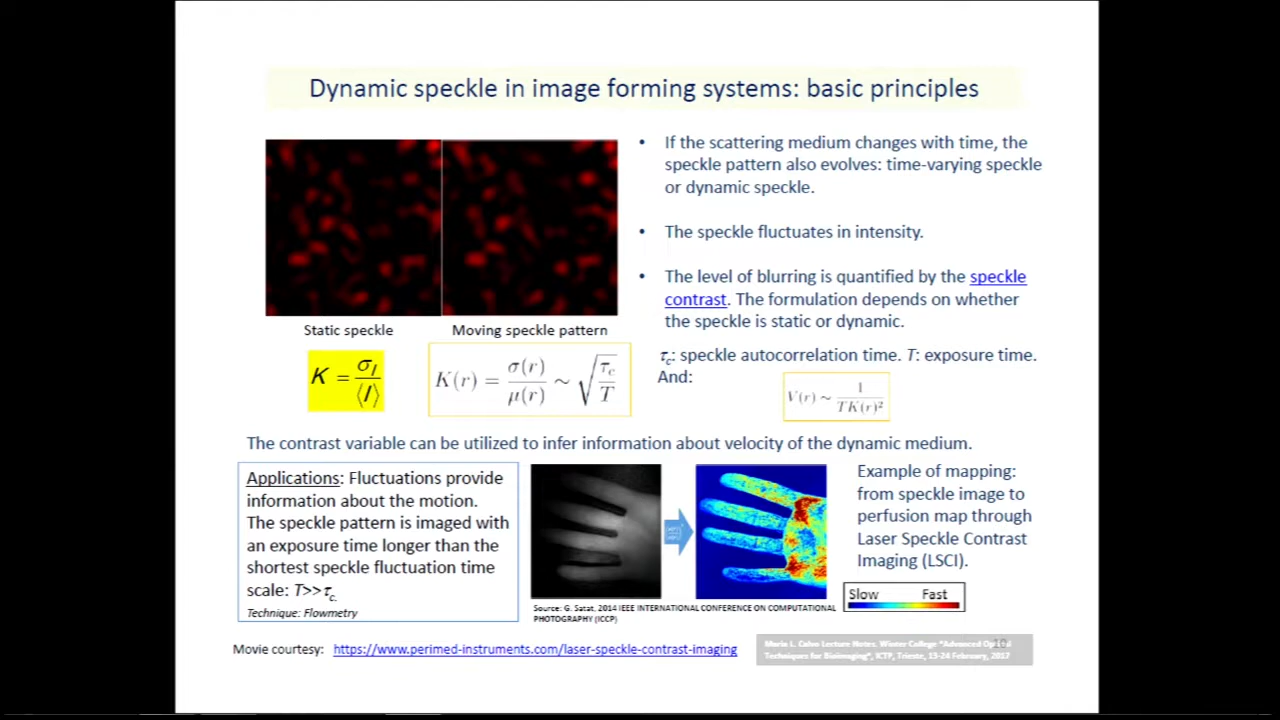 Dynamic speckle in image forming systems: basic principles
• If the scattering medium changes with time, the
speckle pattern also evolves: time-varying speckle
or dynamic speckle.
• The speckle fluctuates in intensity.
• The level of blurring is quantified by the speckle
contrast. The formulation depends on whether
the speckle is static or dynamic.
Static speckle
Moving speckle pattern
K = σI / ⟨I⟩
K(r) = σ(r) / μ(r) ~ √(τc / T)
τc: speckle autocorrelation time. T: exposure time.
And:
V(r) ~ 1 / TK(r)²
The contrast variable can be utilized to infer information about velocity of the dynamic medium.
Applications: Fluctuations provide
information about the motion.
The speckle pattern is imaged with
an exposure time longer than the
shortest speckle fluctuation time
scale: T>>τc.
Technique: Flowmetry
Example of mapping:
from speckle image to
perfusion map through
Laser Speckle Contrast
Imaging (LSCI).
Slow Fast
Source: G. Satat, 2014 IEEE INTERNATIONAL CONFERENCE ON COMPUTATIONAL
PHOTOGRAPHY (ICCP)
Movie courtesy: https://www.perimed-instruments.com/laser-speckle-contrast-imaging
Maria L. Calvo Lecture Notes. Winter College "Advanced Optical
Techniques for Bioimaging", ICTP, Trieste, 13-24 February, 2017
10